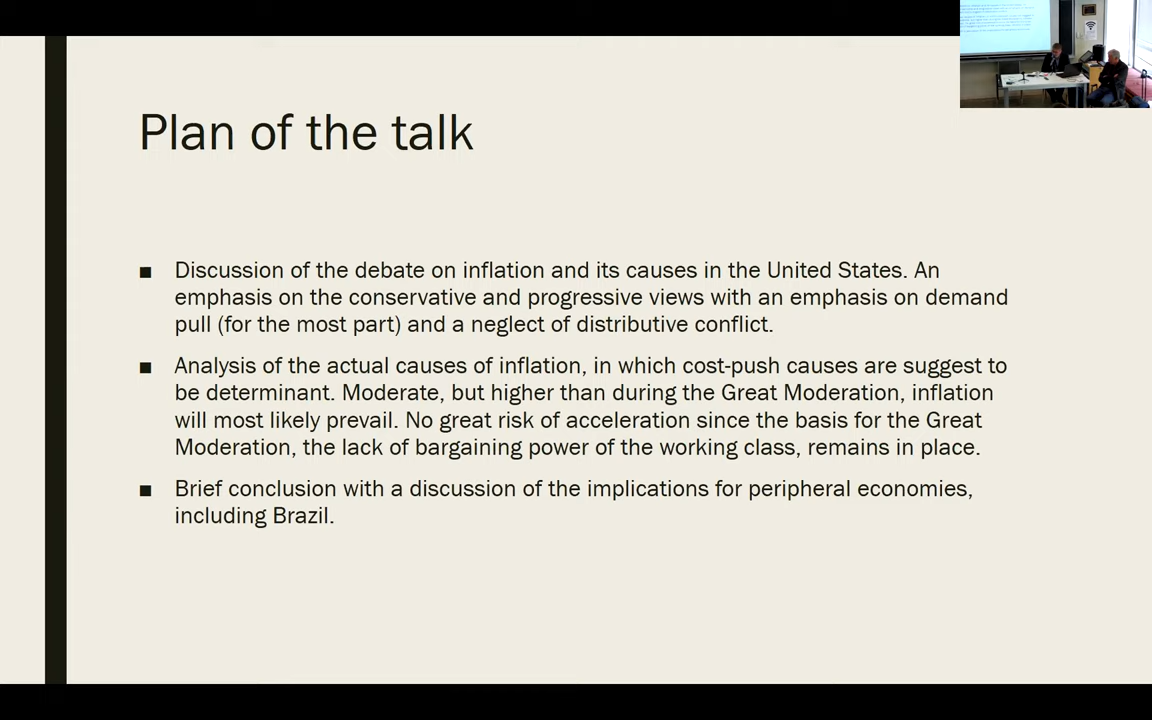 Plan of the talk
■ Discussion of the debate on inflation and its causes in the United States. An
emphasis on the conservative and progressive views with an emphasis on demand
pull (for the most part) and a neglect of distributive conflict.
■ Analysis of the actual causes of inflation, in which cost-push causes are suggest to
be determinant. Moderate, but higher than during the Great Moderation, inflation
will most likely prevail. No great risk of acceleration since the basis for the Great
Moderation, the lack of bargaining power of the working class, remains in place.
■ Brief conclusion with a discussion of the implications for peripheral economies,
including Brazil.